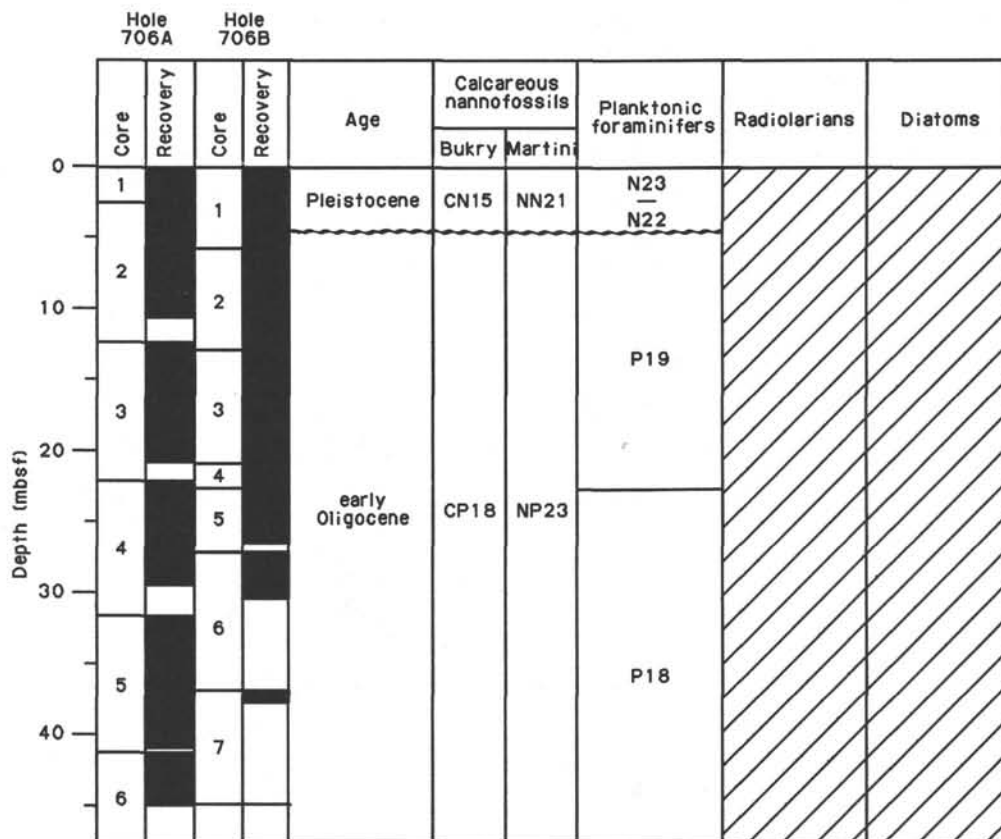 Hole
706A
Hole
706B
Core
Recovery
Core
Recovery
Age
Calcareous
nannofossils
Bukry
Martini
Planktonic
foraminifers
Radiolarians
Diatoms
Depth (mbsf)
0
10
20
30
40
1
2
3
4
5
6
1
2
3
4
5
6
7
Pleistocene
CN15
NN21
N23
—
N22
early
Oligocene
CP18
NP23
P19
P18